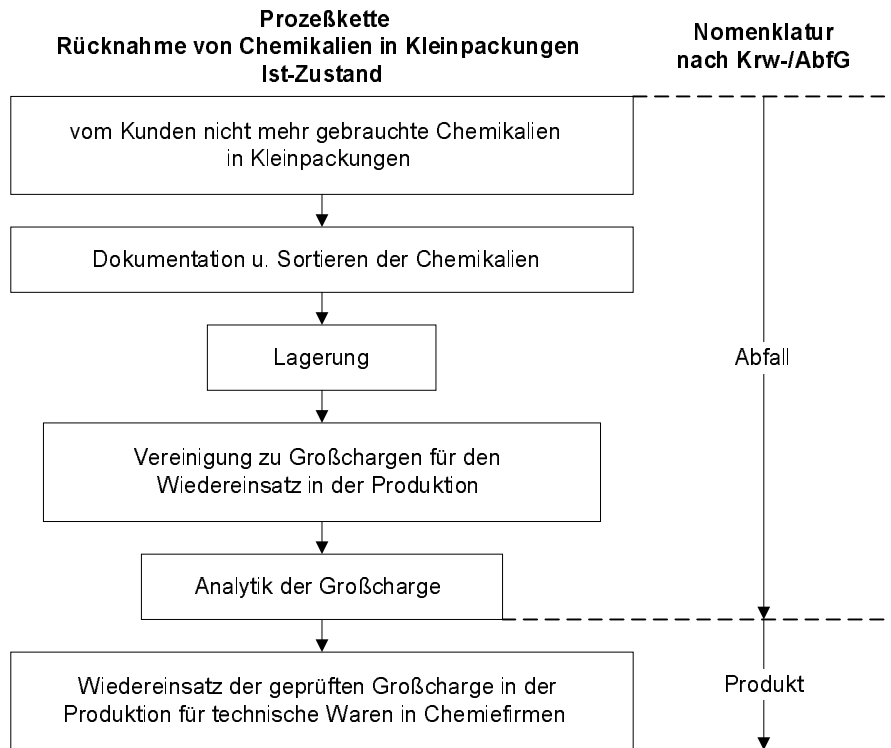 Prozeßkette
Rücknahme von Chemikalien in Kleinpackungen
Ist-Zustand
Nomenklatur
nach Krw-/AbfG
vom Kunden nicht mehr gebrauchte Chemikalien
in Kleinpackungen
Dokumentation u. Sortieren der Chemikalien
Lagerung
Abfall
Vereinigung zu Großchargen für den
Wiedereinsatz in der Produktion
Analytik der Großcharge
Wiedereinsatz der geprüften Großcharge in der
Produktion für technische Waren in Chemiefirmen
Produkt